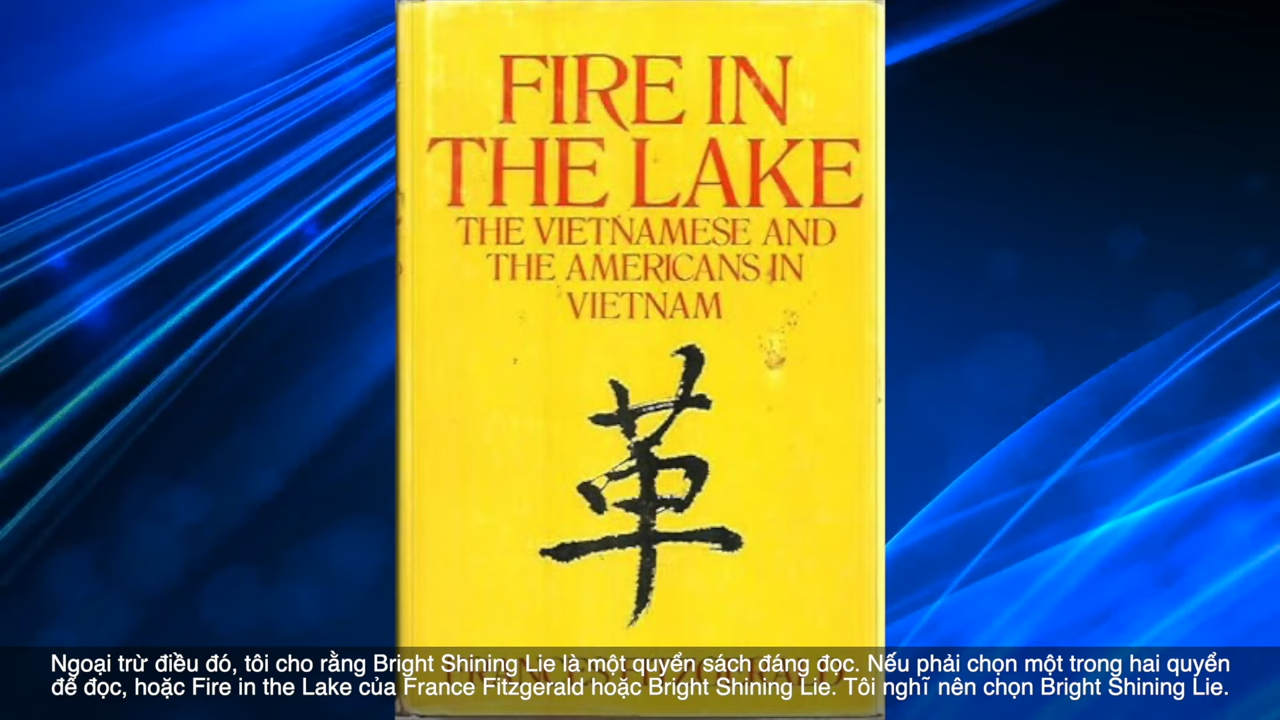 FIRE IN
THE LAKE
THE VIETNAMESE AND
THE AMERICANS IN
VIETNAM
革
Ngoại trừ điều đó, tôi cho rằng Bright Shining Lie là một quyển sách đáng đọc. Nếu phải chọn một trong hai quyển
để đọc, hoặc Fire in the Lake của France Fitzgerald hoặc Bright Shining Lie. Tôi nghĩ nên chọn Bright Shining Lie.